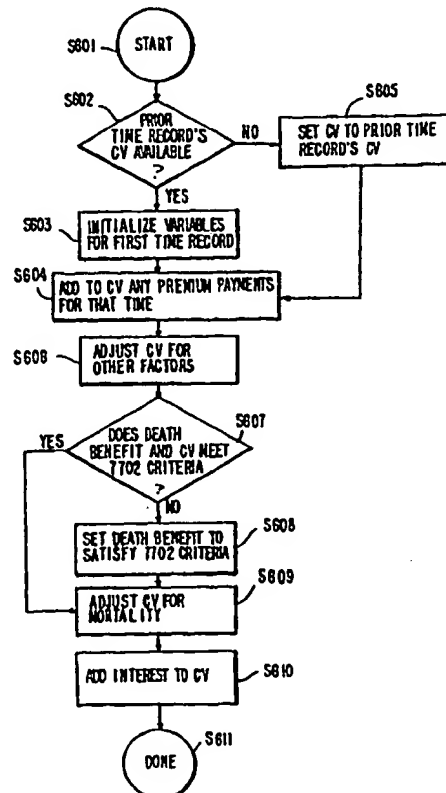 S601
START
S602
PRIOR
TIME RECORD'S
CV AVAILABLE
?
NO
S605
SET CV TO PRIOR TIME
RECORD'S CV
YES
S603
INITIALIZE VARIABLES
FOR FIRST TIME RECORD
S604
ADD TO CV ANY PREMIUM PAYMENTS
FOR THAT TIME
S606
ADJUST CV FOR
OTHER FACTORS
S607
YES
DOES DEATH
BENEFIT AND CV MEET
7702 CRITERIA
?
NO
S608
SET DEATH BENEFIT TO
SATISFY 7702 CRITERIA
S609
ADJUST CV FOR
MORTALITY
S610
ADD INTEREST TO CV
S611
DONE